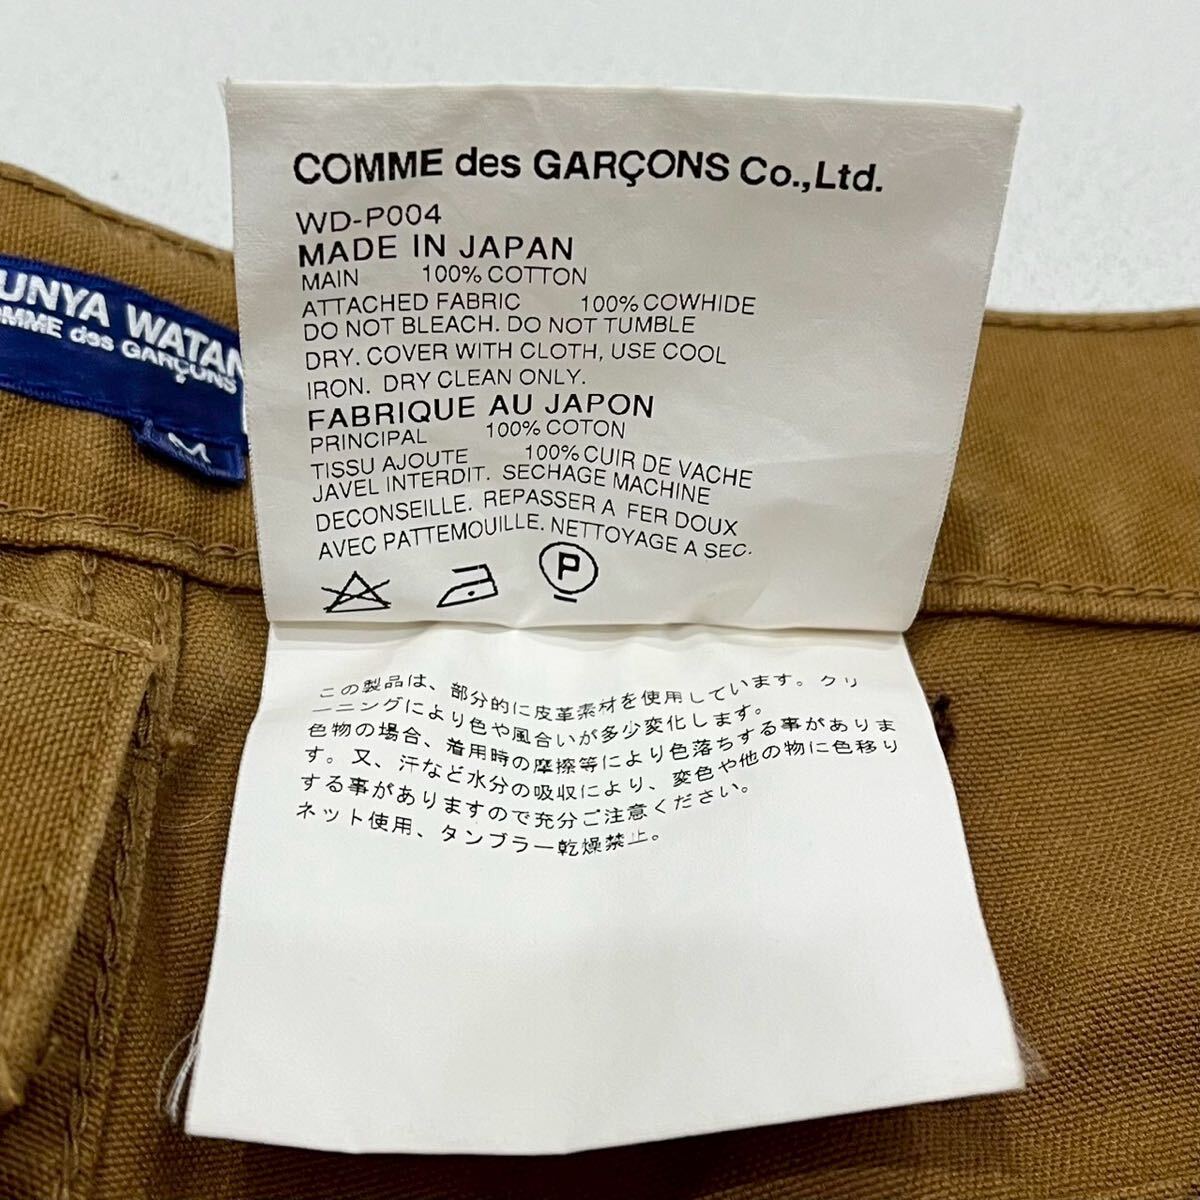 COMME des GARÇONS Co.,Ltd.
WD-P004
MADE IN JAPAN
MAIN 100% COTTON
ATTACHED FABRIC 100% COWHIDE
DO NOT BLEACH. DO NOT TUMBLE
DRY. COVER WITH CLOTH, USE COOL
IRON. DRY CLEAN ONLY.
FABRIQUE AU JAPON
PRINCIPAL 100% COTON
TISSU AJOUTE 100% CUIR DE VACHE
JAVEL INTERDIT. SECHAGE MACHINE
DECONSEILLE. REPASSER A FER DOUX
AVEC PATTEMOUILLE. NETTOYAGE A SEC.
P
この製品は、部分的に皮革素材を使用しています。クリ
ーニングにより色や風合いが多少変化します。
色物の場合、着用時の摩擦等により色落ちする事がありま
す。又、汗など水分の吸収により、変色や他の物に色移り
する事がありますので充分ご注意ください。
ネット使用、タンブラー乾燥禁止。
UNYA WATAN
OMME des GARÇONS
M